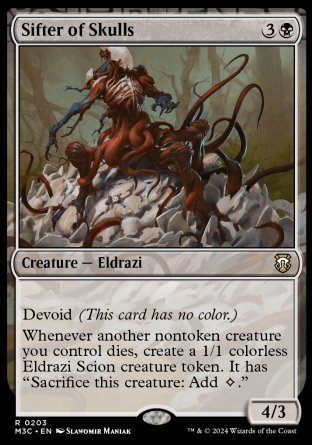 Sifter of Skulls 3
Creature — Eldrazi
Devoid (This card has no color.)
Whenever another nontoken creature
you control dies, create a 1/1 colorless
Eldrazi Scion creature token. It has
“Sacrifice this creature: Add ◇.”
R 0203
M3C • EN SLAWOMIR MANIAK
™ & © 2024 Wizards of the Coast
4/3